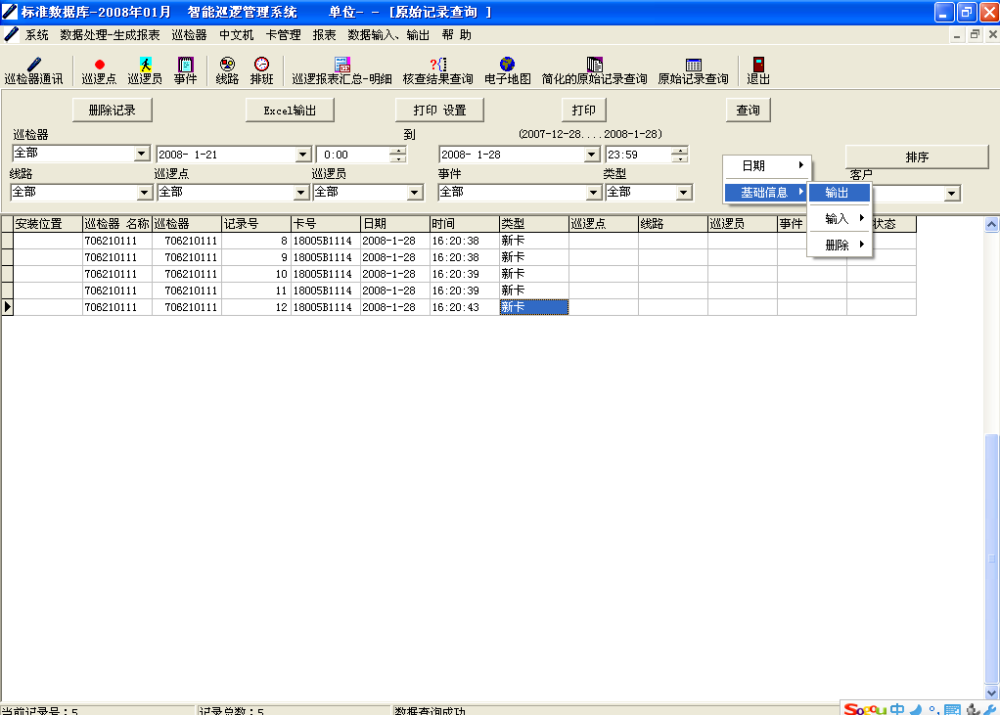 标准数据库-2008年01月 智能巡逻管理系统 单位- - [原始记录查询 ]
系统 数据处理-生成报表 巡检器 中文机 卡管理 报表 数据输入、输出 帮 助
巡检器通讯 巡逻点 巡逻员 事件 线路 排班 巡逻报表汇总-明细 核查结果查询 电子地图 简化的原始记录查询 原始记录查询 退出
删除记录 Excel输出 打印 设置 打印 查询
巡检器 到 (2007-12-28....2008-1-28)
全部 2008- 1-21 0:00 2008- 1-28 23:59 日期 排序
线路 巡逻点 巡逻员 事件 类型 客户
全部 全部 全部 全部 全部 基础信息 输出
输入
删除
安装位置 巡检器 名称 巡检器 记录号 卡号 日期 时间 类型 巡逻点 线路 巡逻员 事件 状态
706210111 706210111 8 18005B1114 2008-1-28 16:20:38 新卡
706210111 706210111 9 18005B1114 2008-1-28 16:20:38 新卡
706210111 706210111 10 18005B1114 2008-1-28 16:20:39 新卡
706210111 706210111 11 18005B1114 2008-1-28 16:20:39 新卡
706210111 706210111 12 18005B1114 2008-1-28 16:20:43 新卡
当前记录号：5 记录总数：5 数据查询成功 Sogou 中